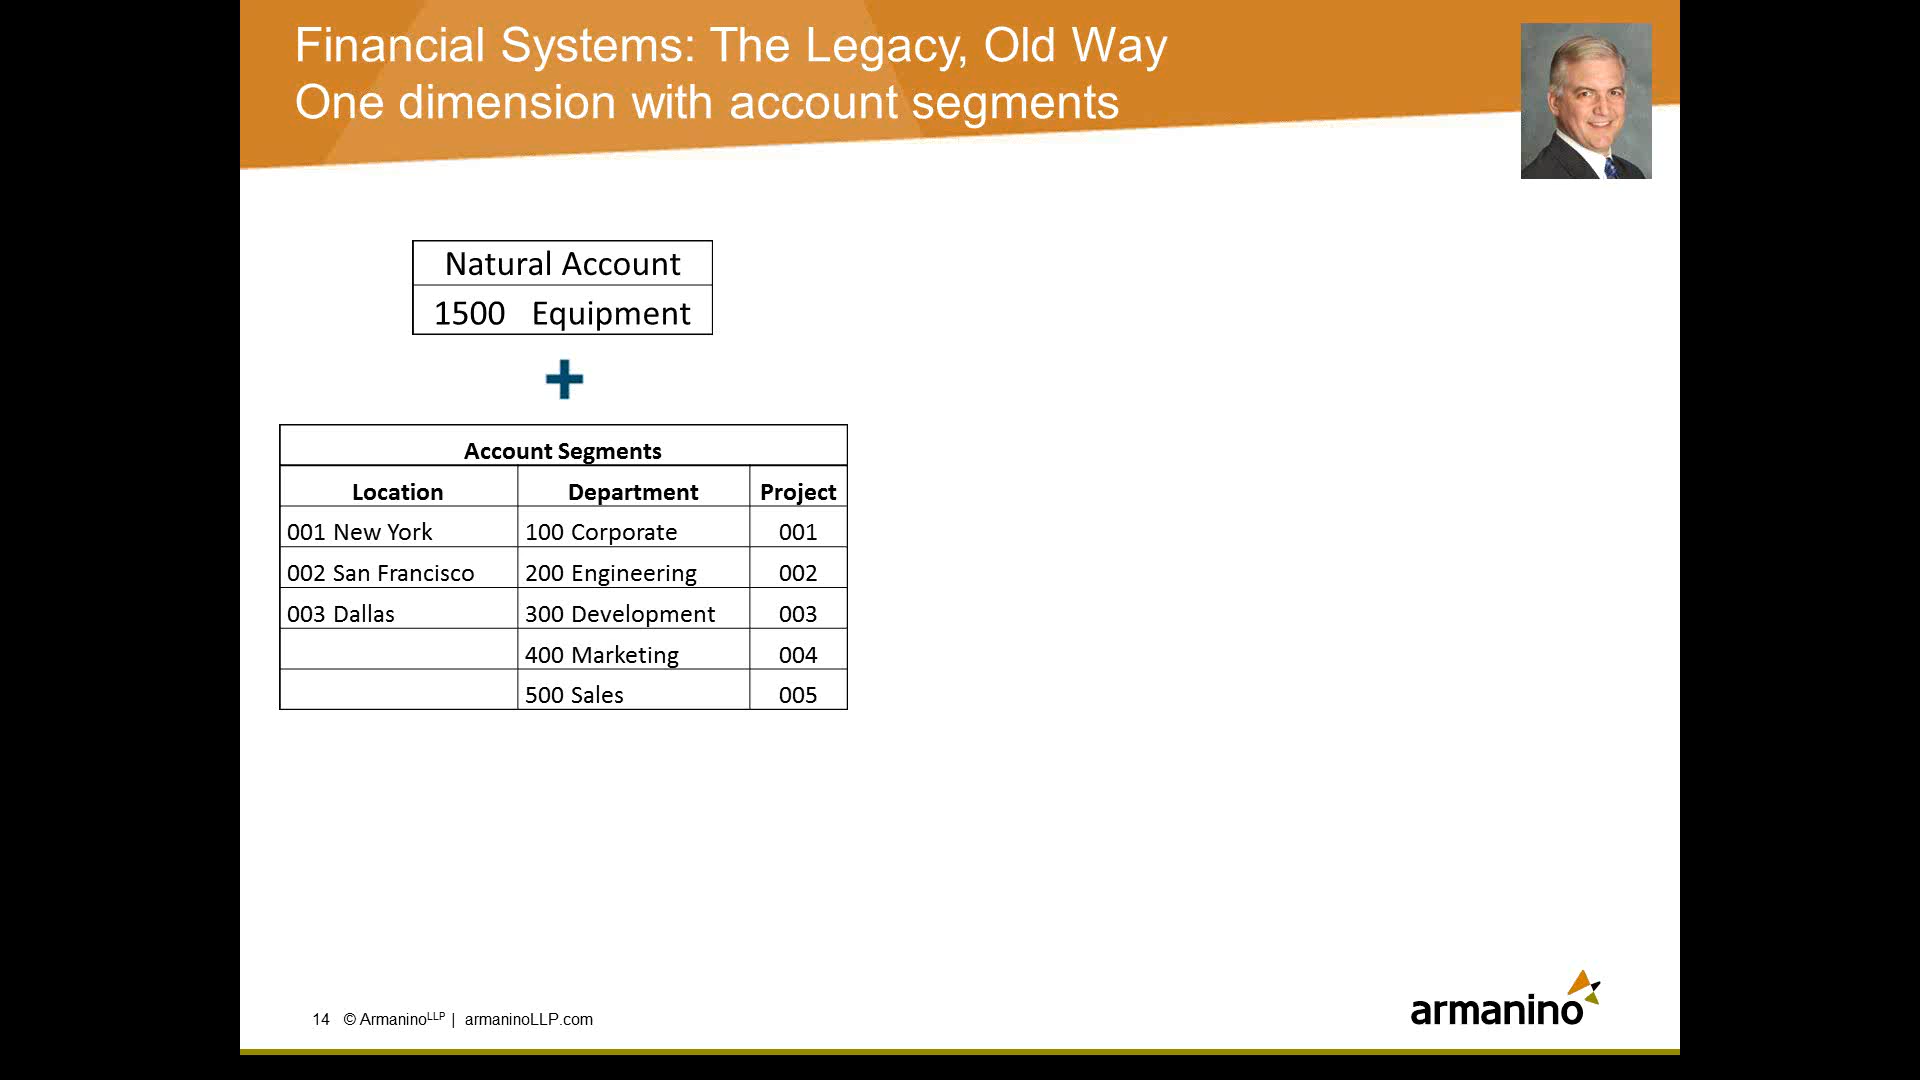 Financial Systems: The Legacy, Old Way
One dimension with account segments
Natural Account
1500 Equipment
Account Segments
Location Department Project
001 New York 100 Corporate 001
002 San Francisco 200 Engineering 002
003 Dallas 300 Development 003
400 Marketing 004
500 Sales 005
14 © ArmaninoLLP | armaninoLLP.com
armanino